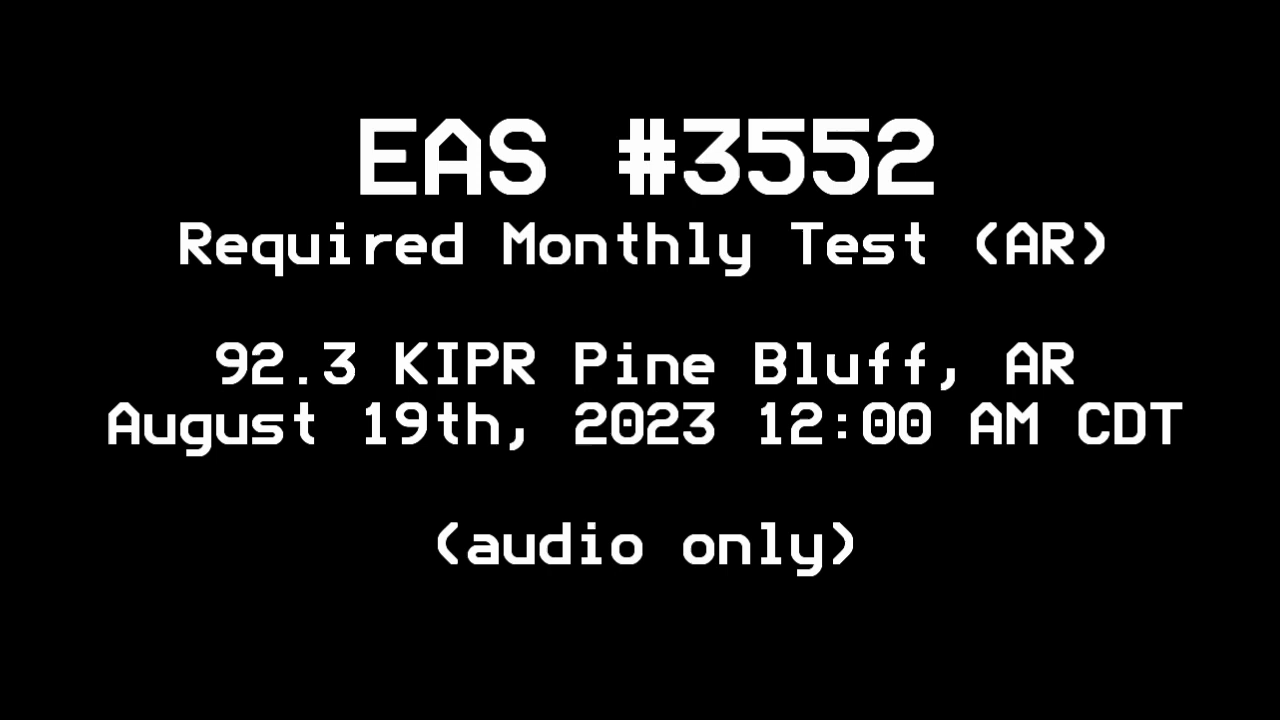 EAS #3552
Required Monthly Test (AR)
92.3 KIPR Pine Bluff, AR
August 19th, 2023 12:00 AM CDT
(audio only)